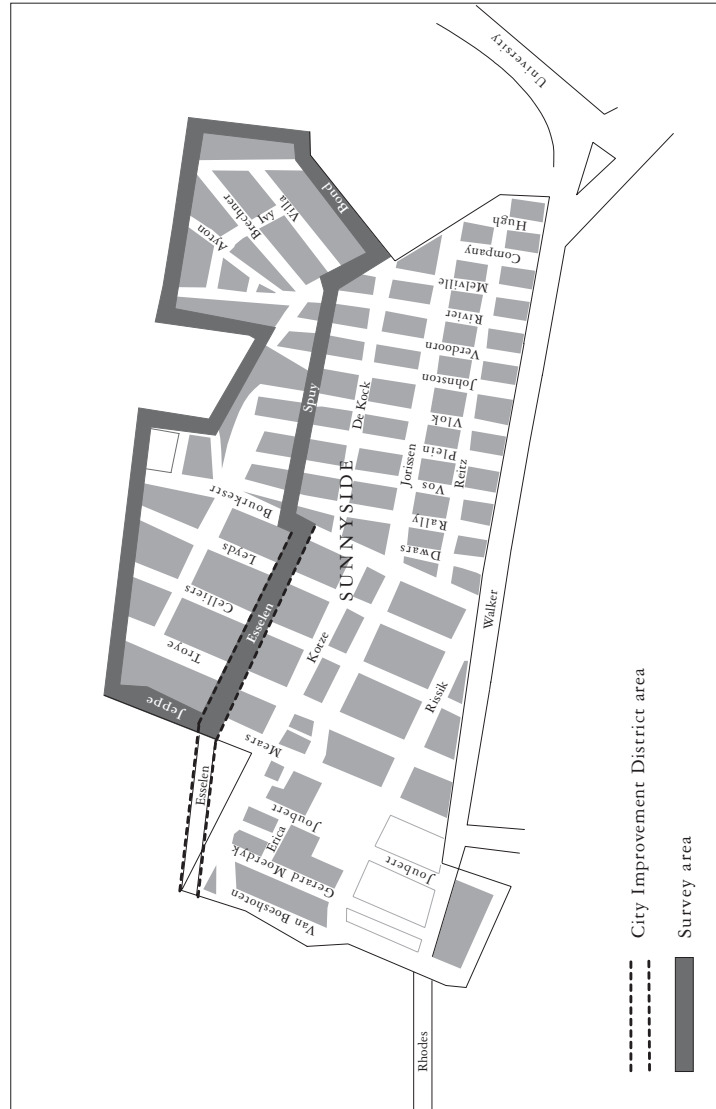 University
Bond
Villa
Ivy
Brechner
Ayton
Hugh
Company
Melville
Rivier
Verdoorn
Johnston
Vlok
Plein
Vos
Rally
Dwars
De Kock
Jorissen
Reitz
Spuy
SUNNYSIDE
Bourkestr
Leyds
Celliers
Troye
Jeppe
Esselen
Esselen
Kotze
Mears
Rissik
Walker
Joubert
Erica
Gerard Moerdyk
Van Boeshoten
Joubert
Rhodes
City Improvement District area
Survey area